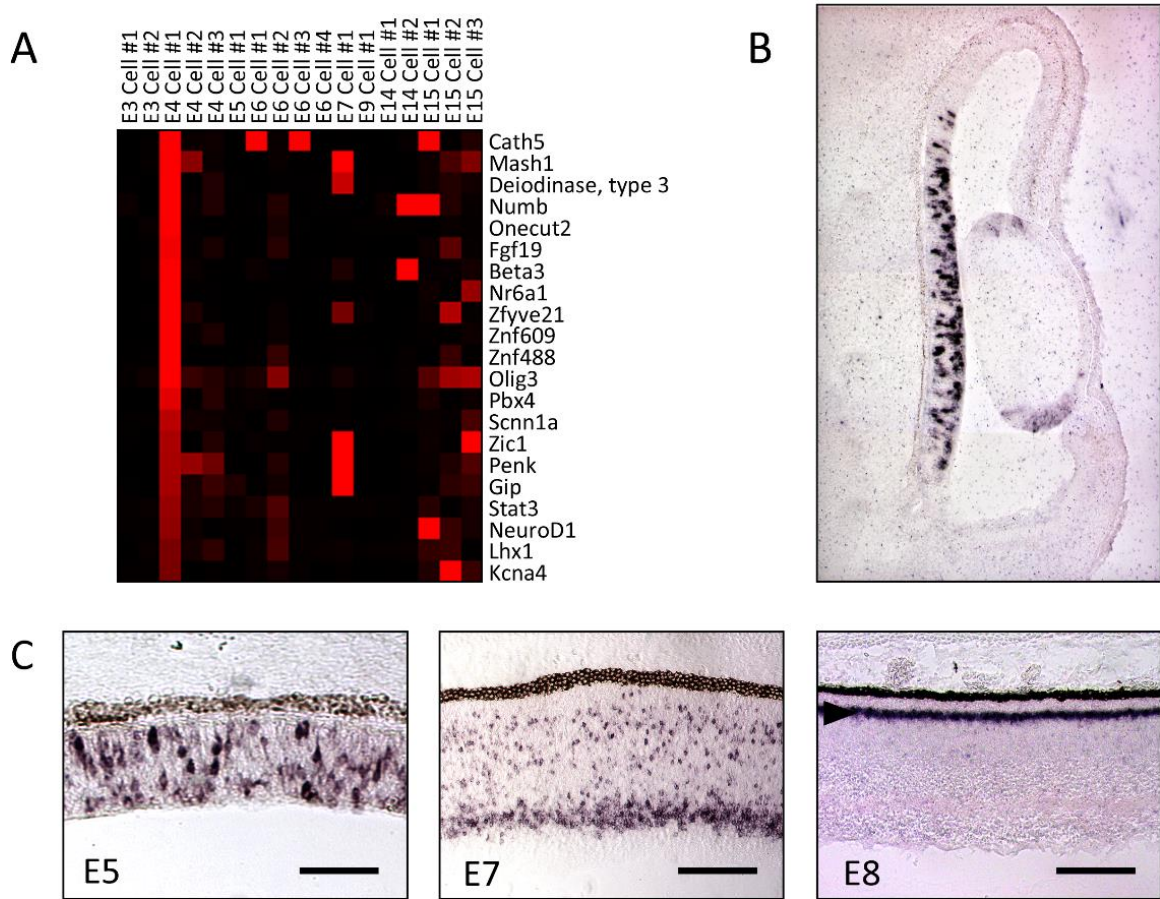 A
E3 Cell #1
E3 Cell #2
E4 Cell #1
E4 Cell #2
E4 Cell #3
E5 Cell #1
E6 Cell #1
E6 Cell #2
E6 Cell #3
E6 Cell #4
E7 Cell #1
E9 Cell #1
E14 Cell #1
E14 Cell #2
E15 Cell #1
E15 Cell #2
E15 Cell #3
Cath5
Mash1
Deiodinase, type 3
Numb
Onecut2
Fgf19
Beta3
Nr6a1
Zfyve21
Znf609
Znf488
Olig3
Pbx4
Scnn1a
Zic1
Penk
Gip
Stat3
NeuroD1
Lhx1
Kcna4
B
C
E5
E7
E8